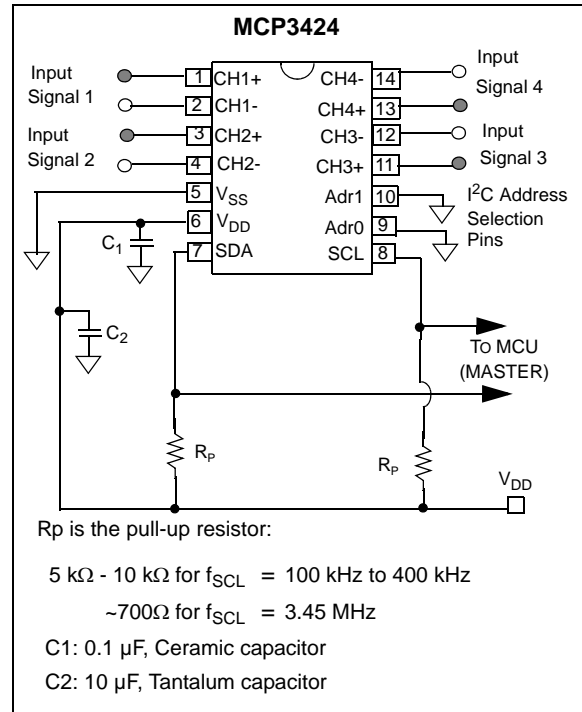 MCP3424
Input
Signal 1
Input
Signal 2
1 CH1+
2 CH1-
3 CH2+
4 CH2-
5 VSS
6 VDD
7 SDA
CH4- 14
CH4+ 13
CH3- 12
CH3+ 11
Adr1 10
Adr0 9
SCL 8
Input
Signal 4
Input
Signal 3
I2C Address
Selection
Pins
C1
C2
TO MCU
(MASTER)
RP
RP
VDD
Rp is the pull-up resistor:
5 kΩ - 10 kΩ for fSCL = 100 kHz to 400 kHz
~700Ω for fSCL = 3.45 MHz
C1: 0.1 µF, Ceramic capacitor
C2: 10 µF, Tantalum capacitor